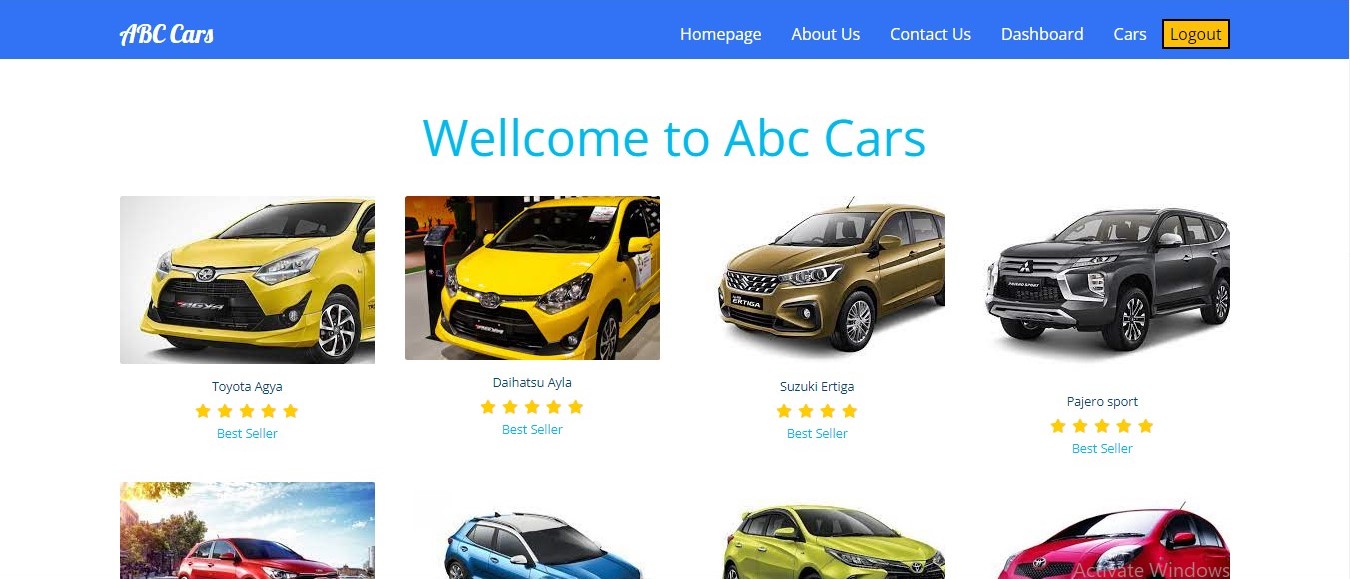 ABC Cars
Homepage About Us Contact Us Dashboard Cars Logout
Wellcome to Abc Cars
AGYA
ERTIGA
PAJERO SPORT
Toyota Agya
Daihatsu Ayla
Suzuki Ertiga
Pajero sport
Best Seller
Best Seller
Best Seller
Best Seller
Activate Windows